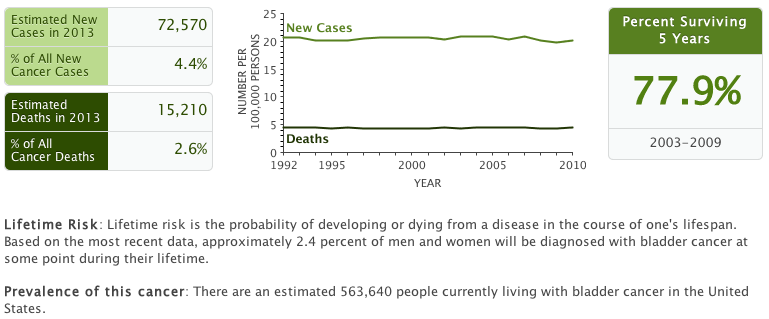 Estimated New
Cases in 2013
72,570
% of All New
Cancer Cases
4.4%
Estimated
Deaths in 2013
15,210
% of All
Cancer Deaths
2.6%
NUMBER PER
100,000 PERSONS
25
20
15
10
5
0
New Cases
Deaths
1992
1995
2000
2005
2010
YEAR
Percent Surviving
5 Years
77.9%
2003-2009
Lifetime Risk: Lifetime risk is the probability of developing or dying from a disease in the course of one's lifespan.
Based on the most recent data, approximately 2.4 percent of men and women will be diagnosed with bladder cancer at
some point during their lifetime.
Prevalence of this cancer: There are an estimated 563,640 people currently living with bladder cancer in the United
States.